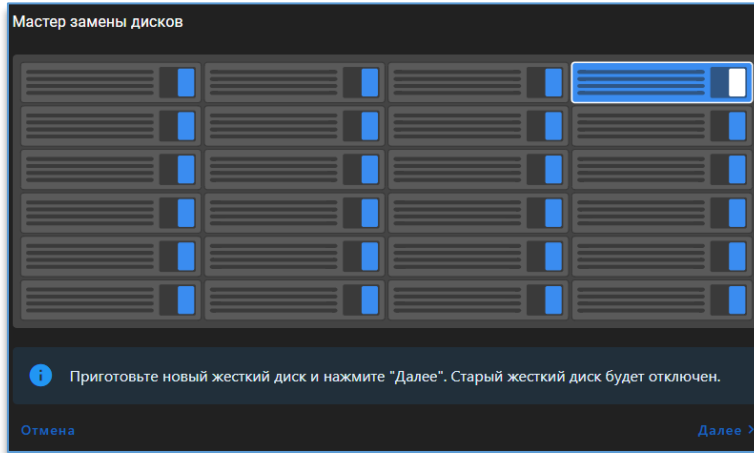 Мастер замены дисков
Приготовьте новый жесткий диск и нажмите "Далее". Старый жесткий диск будет отключен.
Отмена
Далее